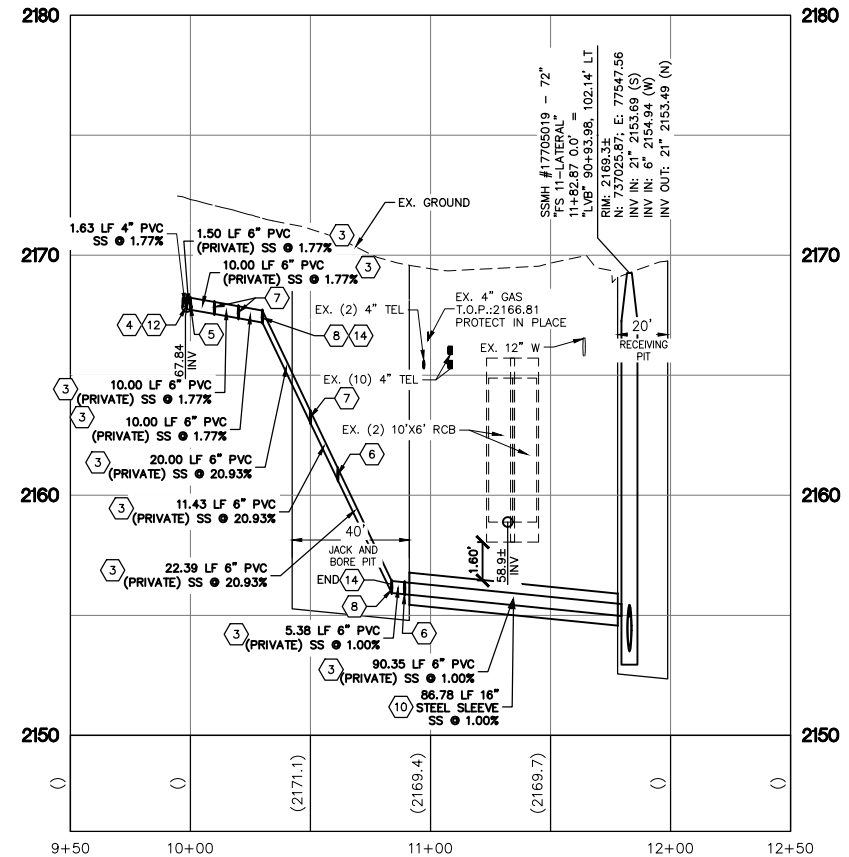 2180
2180
SSMH #17705019 - 72"
"FS 11-LATERAL"
11+82.87 0.0' =
"LVB" 90+93.98, 102.14' LT
RIM: 2169.3±
N: 737025.87; E: 77547.56
INV IN: 21" 2153.69 (S)
INV IN: 6" 2154.94 (W)
INV OUT: 21" 2153.49 (N)
EX. GROUND
1.63 LF 4" PVC
SS @ 1.77%
1.50 LF 6" PVC
(PRIVATE) SS @ 1.77%
3
2170
2170
10.00 LF 6" PVC
(PRIVATE) SS @ 1.77%
3
7
EX. (2) 4" TEL
EX. 4" GAS
T.O.P.:2166.81
PROTECT IN PLACE
4
12
5
8
14
EX. 12" W
20'
RECEIVING
PIT
67.84
INV
EX. (10) 4" TEL
3
10.00 LF 6" PVC
(PRIVATE) SS @ 1.77%
7
3
10.00 LF 6" PVC
(PRIVATE) SS @ 1.77%
EX. (2) 10'X6' RCB
6
3
20.00 LF 6" PVC
(PRIVATE) SS @ 20.93%
2160
2160
3
11.43 LF 6" PVC
(PRIVATE) SS @ 20.93%
40'
JACK AND
BORE PIT
1.60'
58.9±
INV
3
22.39 LF 6" PVC
(PRIVATE) SS @ 20.93%
END
14
8
6
3
5.38 LF 6" PVC
(PRIVATE) SS @ 1.00%
3
90.35 LF 6" PVC
(PRIVATE) SS @ 1.00%
10
86.78 LF 16"
STEEL SLEEVE
SS @ 1.00%
2150
2150
()
()
(2171.1)
(2169.4)
(2169.7)
()
()
9+50
10+00
11+00
12+00
12+50